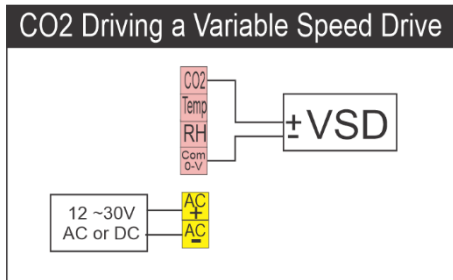 CO2 Driving a Variable Speed Drive
CO2
Temp
RH
Com
0-V
+
-
VSD
12 ~30V
AC or DC
AC
+
AC
-